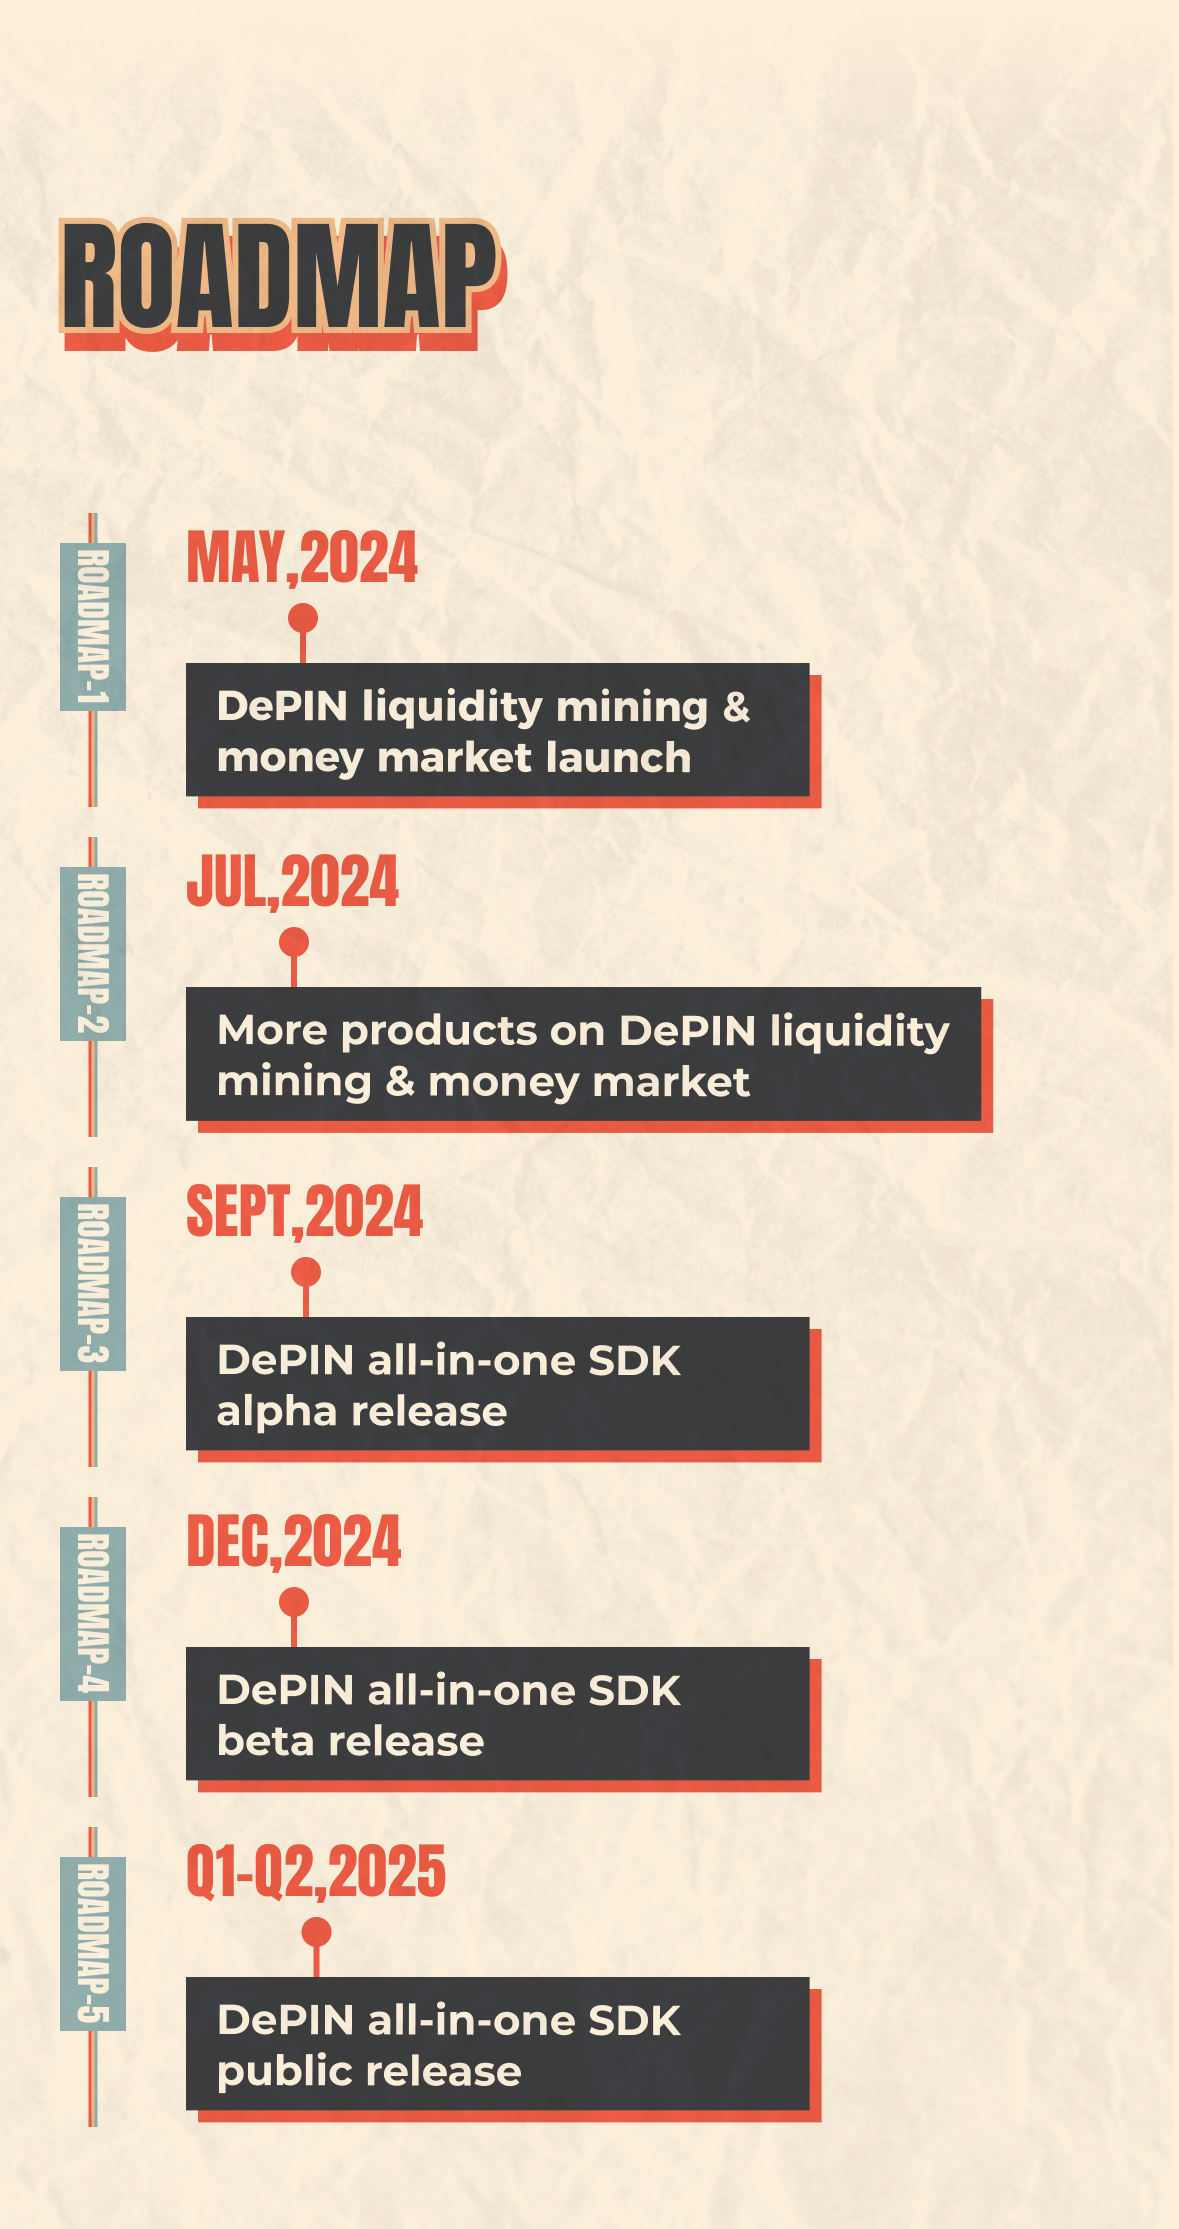 ROADMAP
ROADMAP-1
MAY,2024
DePIN liquidity mining &
money market launch
ROADMAP-2
JUL,2024
More products on DePIN liquidity
mining & money market
ROADMAP-3
SEPT,2024
DePIN all-in-one SDK
alpha release
ROADMAP-4
DEC,2024
DePIN all-in-one SDK
beta release
ROADMAP-5
Q1-Q2,2025
DePIN all-in-one SDK
public release